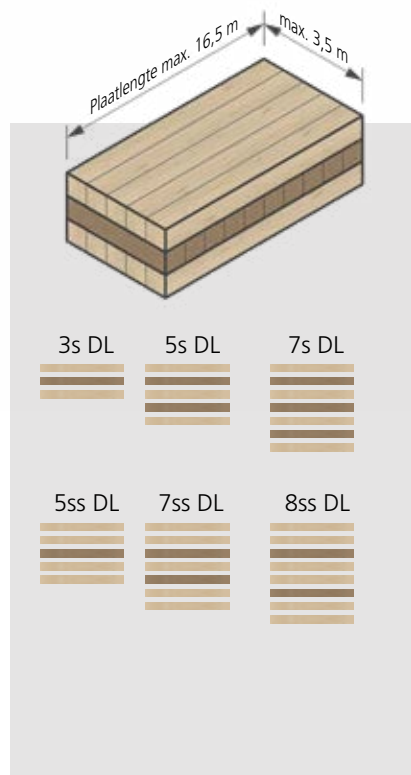 Plaatlengte max. 16,5 m
max. 3,5 m
3s DL 5s DL 7s DL
5ss DL 7ss DL 8ss DL